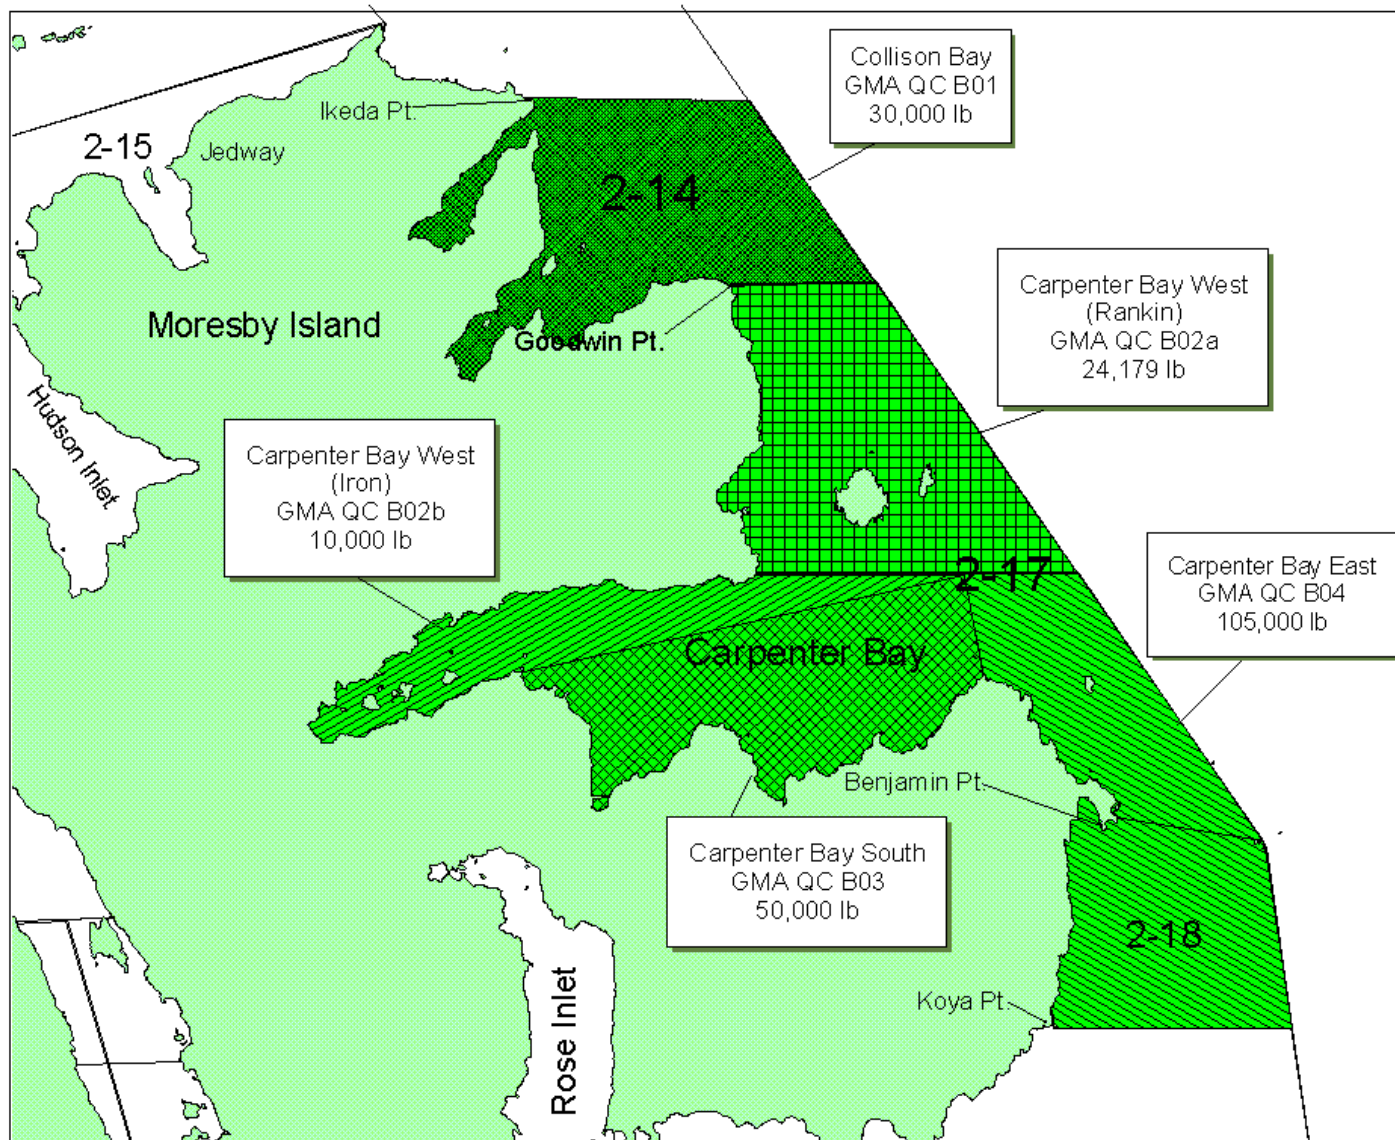 Collison Bay
GMA QC B01
30,000 lb
Ikeda Pt.
2-15
Jedway
2-14
Carpenter Bay West
(Rankin)
GMA QC B02a
24,179 lb
Moresby Island
Goodwin Pt.
Hudson Inlet
Carpenter Bay West
(Iron)
GMA QC B02b
10,000 lb
2-17
Carpenter Bay East
GMA QC B04
105,000 lb
Carpenter Bay
Benjamin Pt.
Carpenter Bay South
GMA QC B03
50,000 lb
2-18
Koya Pt.
Rose Inlet